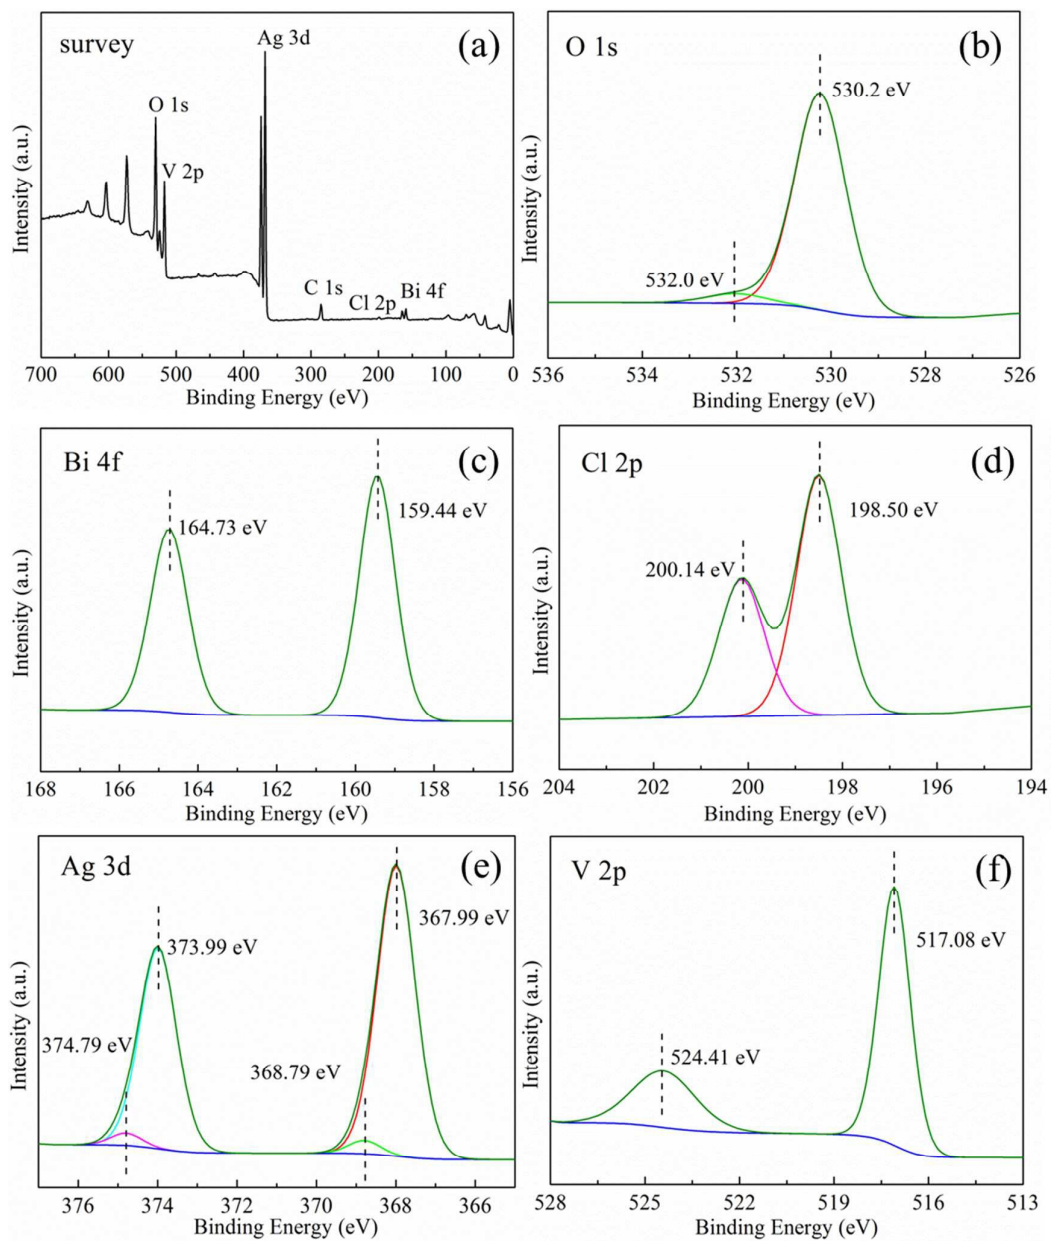 survey
(a)
Ag 3d
O 1s
V 2p
C 1s
Cl 2p
Bi 4f
Intensity (a.u.)
700 600 500 400 300 200 100 0
Binding Energy (eV)
O 1s
(b)
530.2 eV
532.0 eV
Intensity (a.u.)
536 534 532 530 528 526
Binding Energy (eV)
Bi 4f
(c)
164.73 eV
159.44 eV
Intensity (a.u.)
168 166 164 162 160 158 156
Binding Energy (eV)
Cl 2p
(d)
198.50 eV
200.14 eV
Intensity (a.u.)
204 202 200 198 196 194
Binding Energy (eV)
Ag 3d
(e)
367.99 eV
373.99 eV
374.79 eV
368.79 eV
Intensity (a.u.)
376 374 372 370 368 366
Binding Energy (eV)
V 2p
(f)
517.08 eV
524.41 eV
Intensity (a.u.)
528 525 522 519 516 513
Binding Energy (eV)